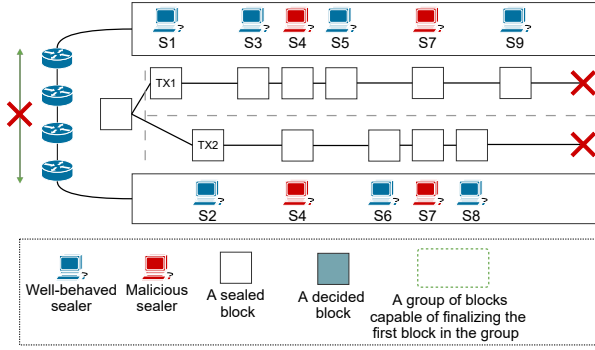 S1 S3 S4 S5 S7 S9
TX1
TX2
S2 S4 S6 S7 S8
Well-behaved
sealer
Malicious
sealer
A sealed
block
A decided
block
A group of blocks
capable of finalizing the
first block in the group